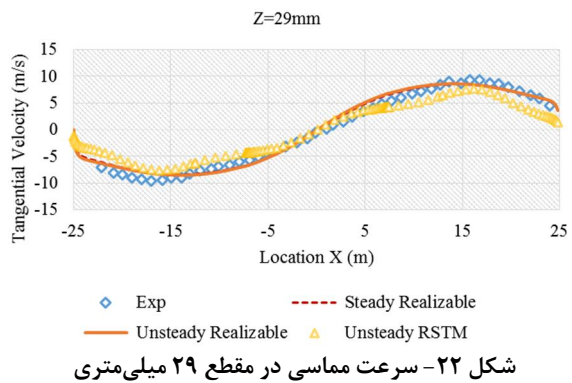 Z=29mm
Tangential Velocity (m/s)
15
10
5
0
-5
-10
-15
-25
-15
-5
5
15
25
Location X (m)
Exp
Steady Realizable
Unsteady Realizable
Unsteady RSTM
شکل ۲۲- سرعت مماسی در مقطع ۲۹ میلی‌متری